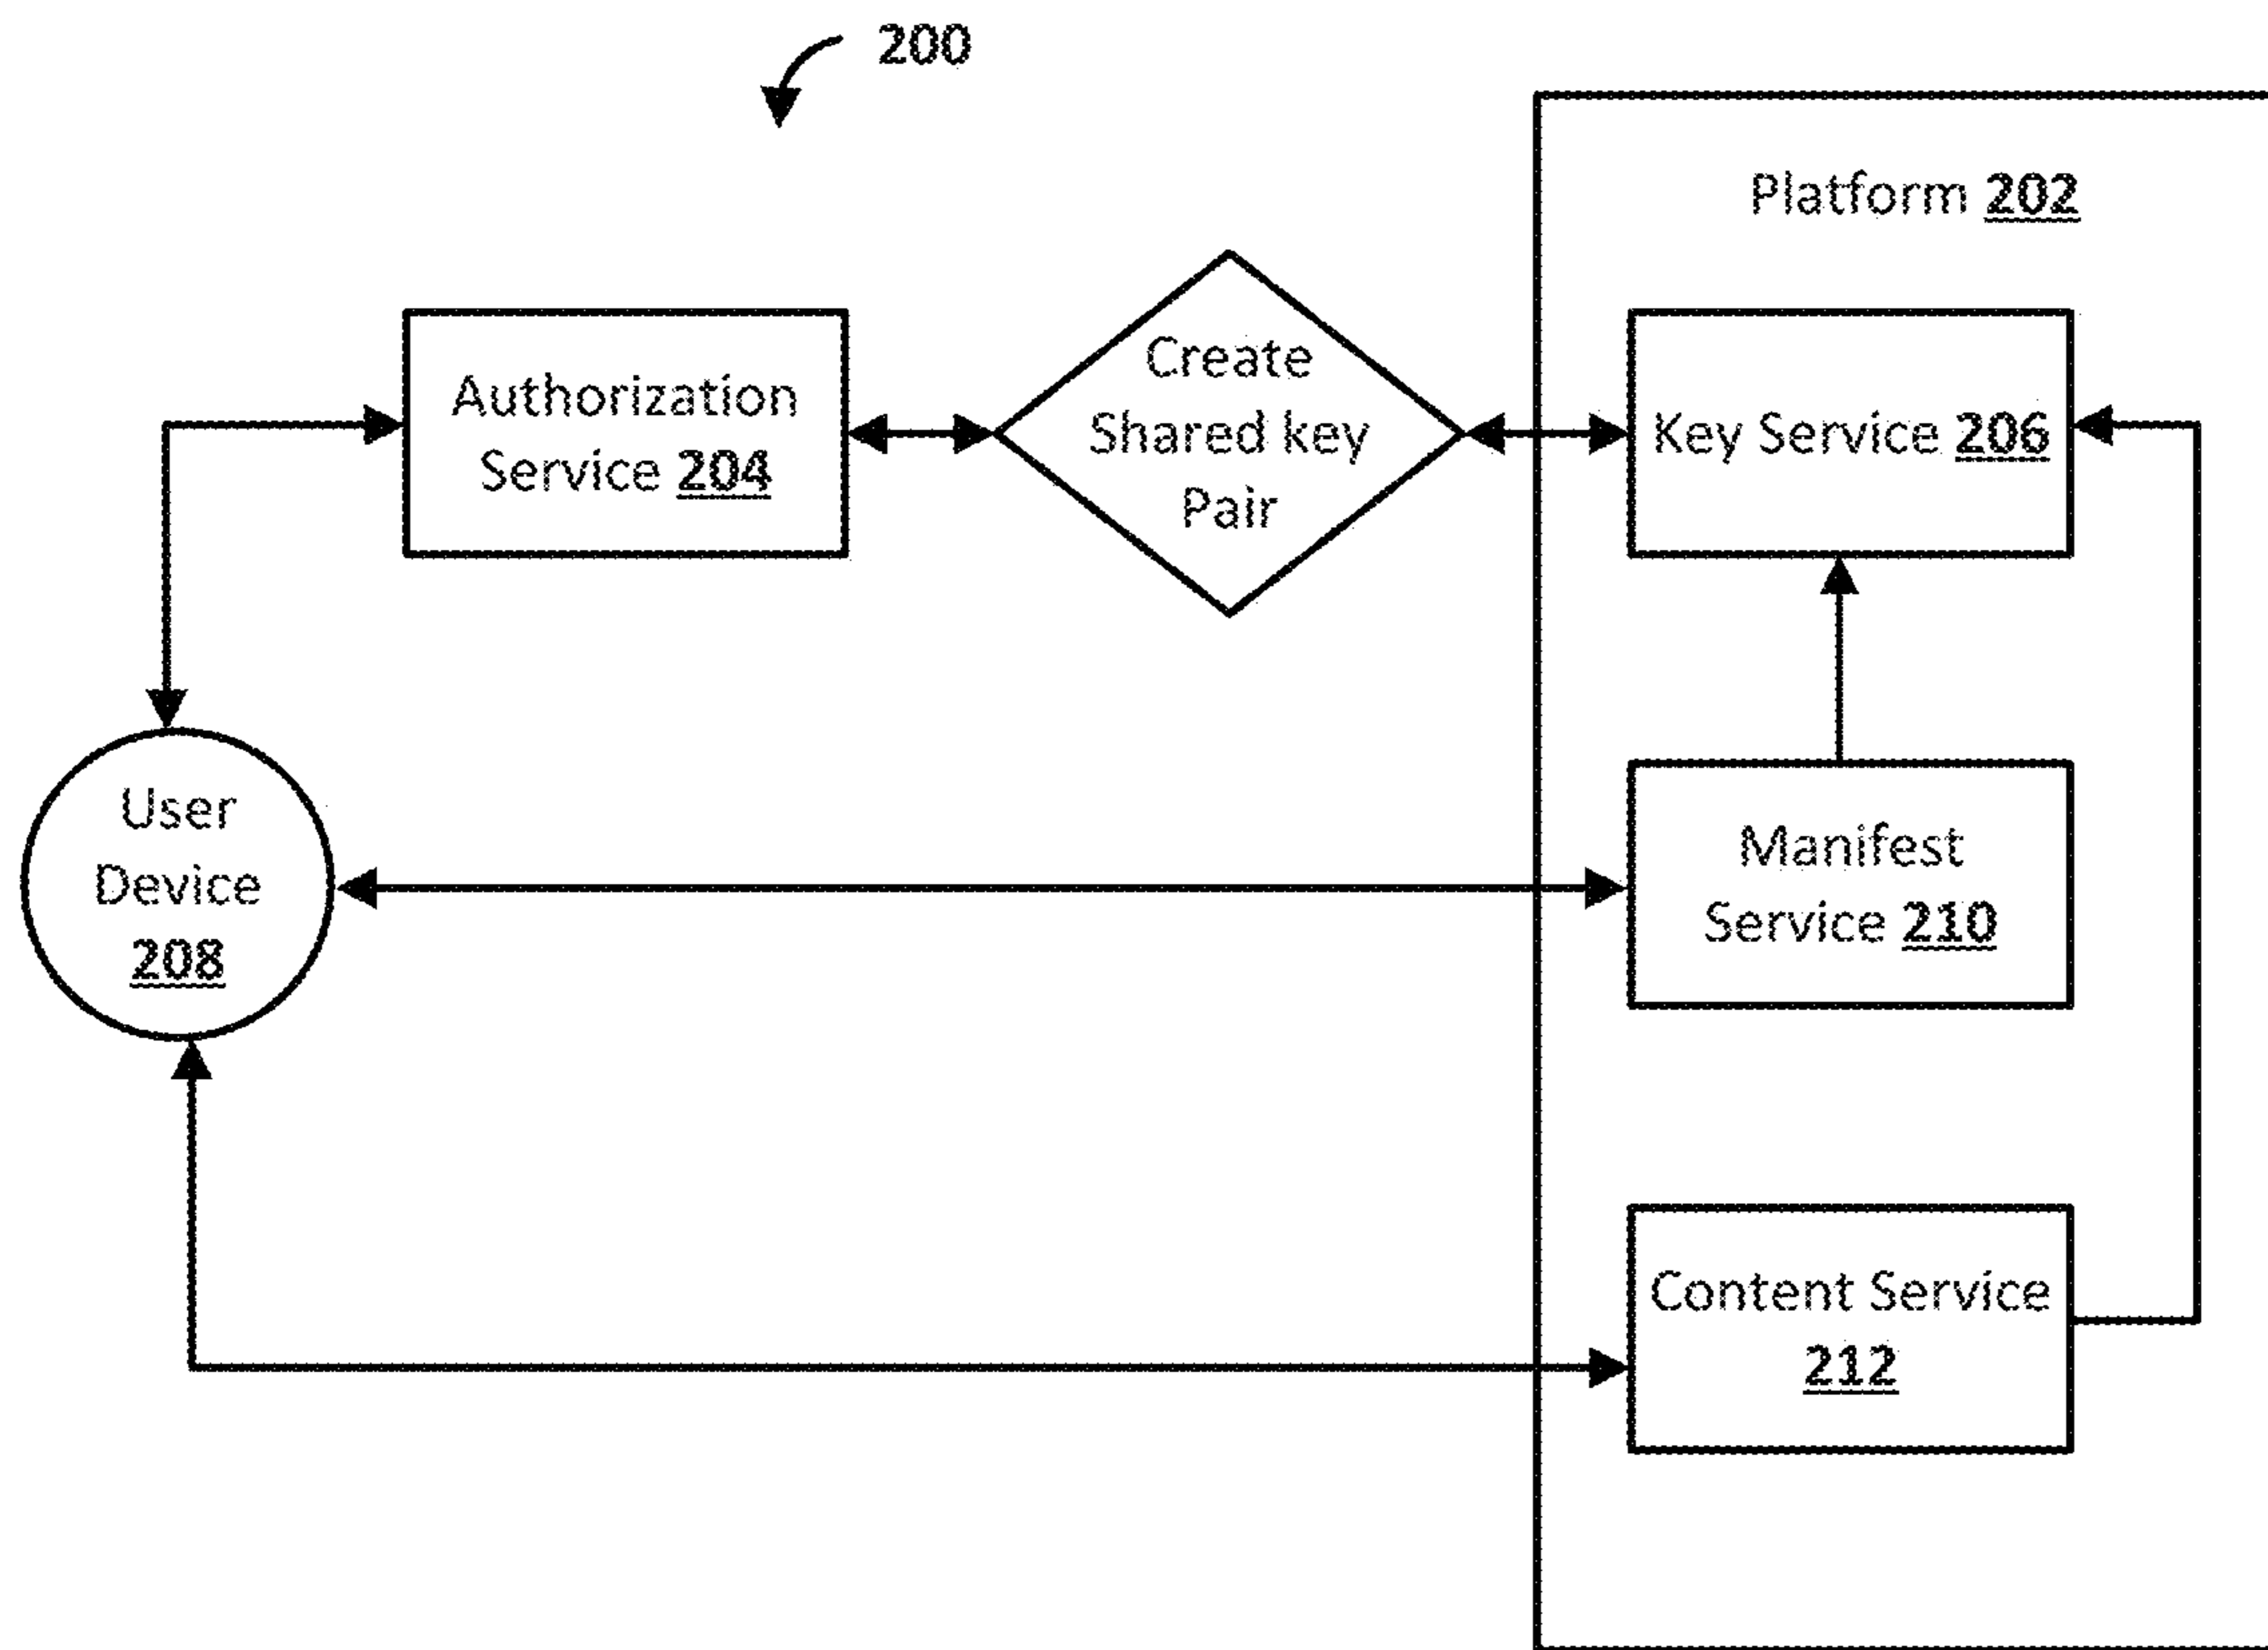 200
Platform 202
Authorization
Service 204
Create
Shared key
Pair
Key Service 206
User
Device
208
Manifest
Service 210
Content Service
212